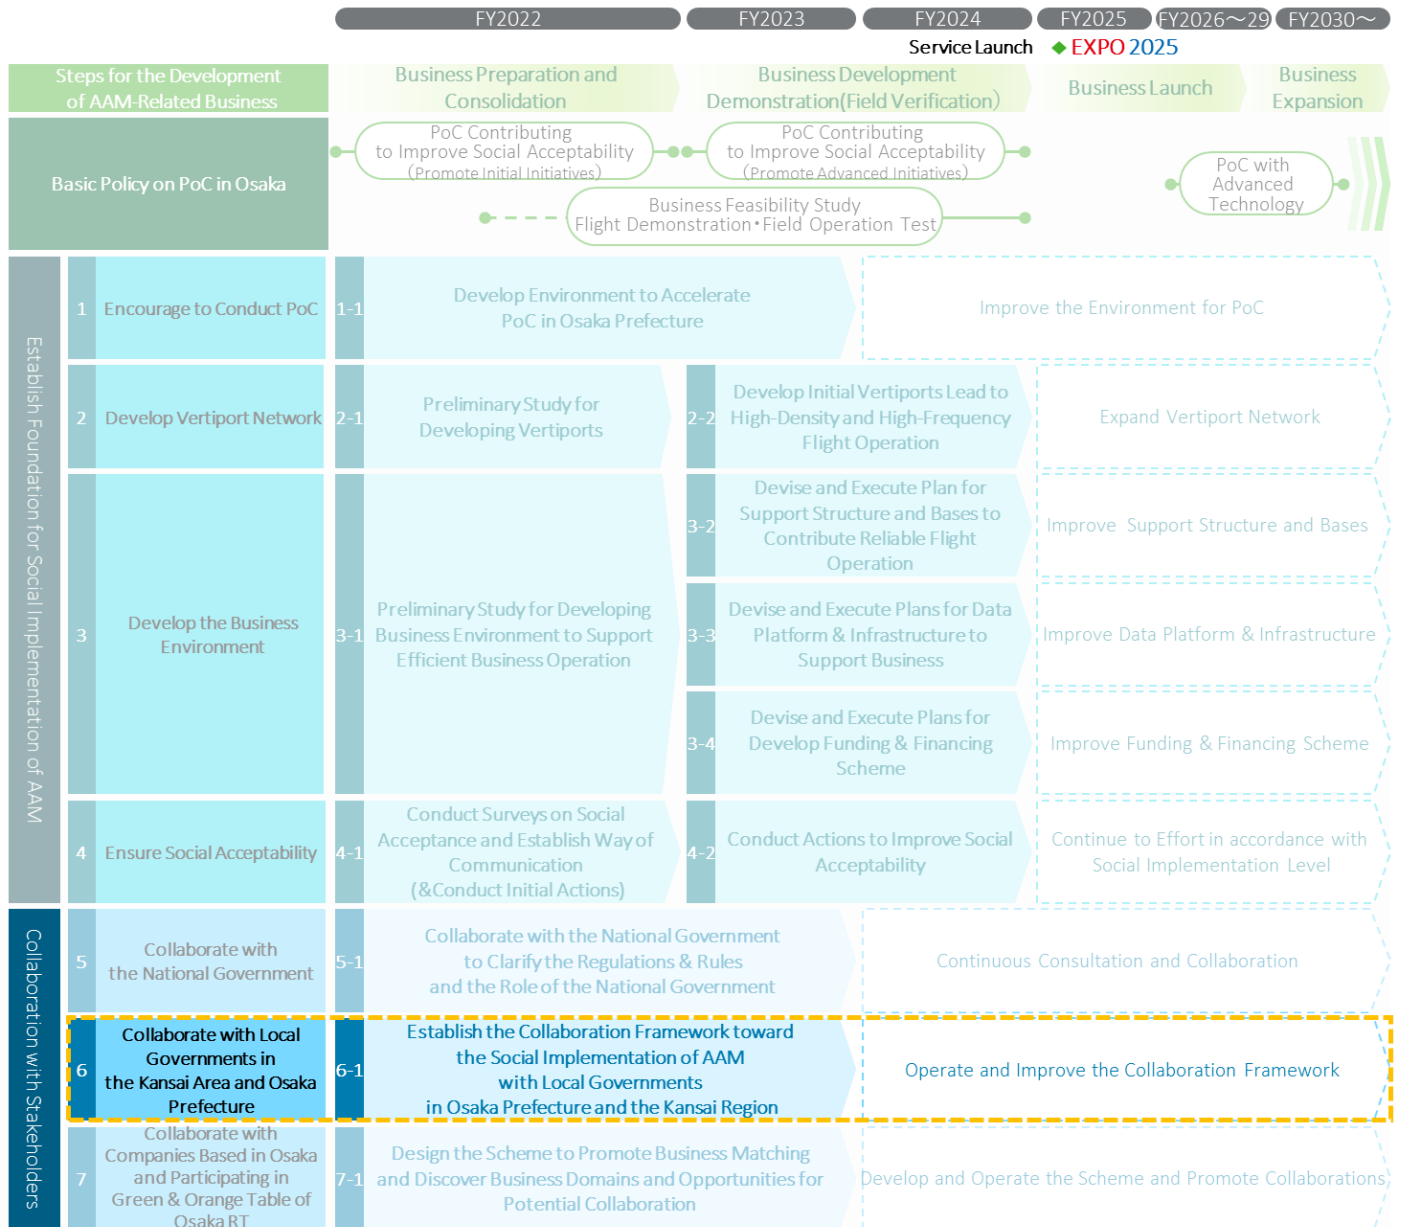 FY2022
FY2023
FY2024
FY2025
FY2026～29
FY2030～
Service Launch
◆ EXPO 2025
Steps for the Development
of AAM-Related Business
Business Preparation and
Consolidation
Business Development
Demonstration(Field Verification)
Business Launch
Business
Expansion
Basic Policy on PoC in Osaka
PoC Contributing
to Improve Social Acceptability
(Promote Initial Initiatives)
PoC Contributing
to Improve Social Acceptability
(Promote Advanced Initiatives)
Business Feasibility Study
Flight Demonstration・Field Operation Test
PoC with
Advanced
Technology
Establish Foundation for Social Implementation of AAM
1
Encourage to Conduct PoC
1-1
Develop Environment to Accelerate
PoC in Osaka Prefecture
Improve the Environment for PoC
2
Develop Vertiport Network
2-1
Preliminary Study for
Developing Vertiports
2-2
Develop Initial Vertiports Lead to
High-Density and High-Frequency
Flight Operation
Expand Vertiport Network
3
Develop the Business
Environment
3-1
Preliminary Study for Developing
Business Environment to Support
Efficient Business Operation
3-2
Devise and Execute Plan for
Support Structure and Bases to
Contribute Reliable Flight
Operation
Improve Support Structure and Bases
3-3
Devise and Execute Plans for Data
Platform & Infrastructure to
Support Business
Improve Data Platform & Infrastructure
3-4
Devise and Execute Plans for
Develop Funding & Financing
Scheme
Improve Funding & Financing Scheme
4
Ensure Social Acceptability
4-1
Conduct Surveys on Social
Acceptance and Establish Way of
Communication
(&Conduct Initial Actions)
4-2
Conduct Actions to Improve Social
Acceptability
Continue to Effort in accordance with
Social Implementation Level
Collaboration with Stakeholders
5
Collaborate with
the National Government
5-1
Collaborate with the National Government
to Clarify the Regulations & Rules
and the Role of the National Government
Continuous Consultation and Collaboration
6
Collaborate with Local
Governments in
the Kansai Area and Osaka
Prefecture
6-1
Establish the Collaboration Framework toward
the Social Implementation of AAM
with Local Governments
in Osaka Prefecture and the Kansai Region
Operate and Improve the Collaboration Framework
7
Collaborate with
Companies Based in Osaka
and Participating in
Green & Orange Table of
Osaka RT
7-1
Design the Scheme to Promote Business Matching
and Discover Business Domains and Opportunities for
Potential Collaboration
Develop and Operate the Scheme and Promote Collaborations